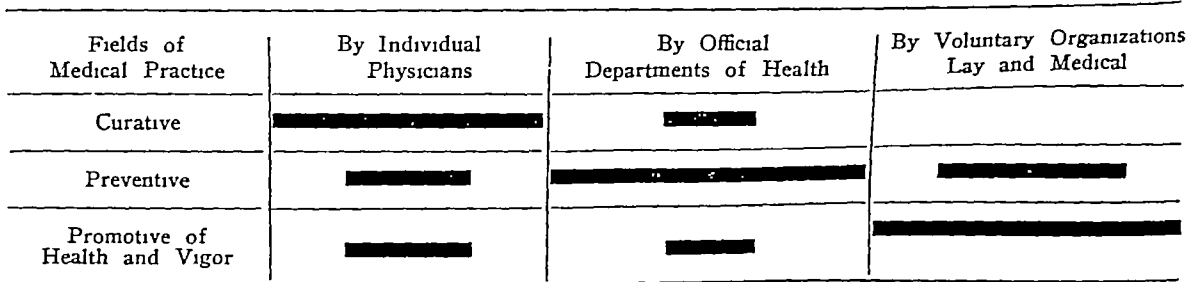 Fields of Medical Practice
By Individual Physicians
By Official Departments of Health
By Voluntary Organizations Lay and Medical
Curative
Preventive
Promotive of
Health and Vigor